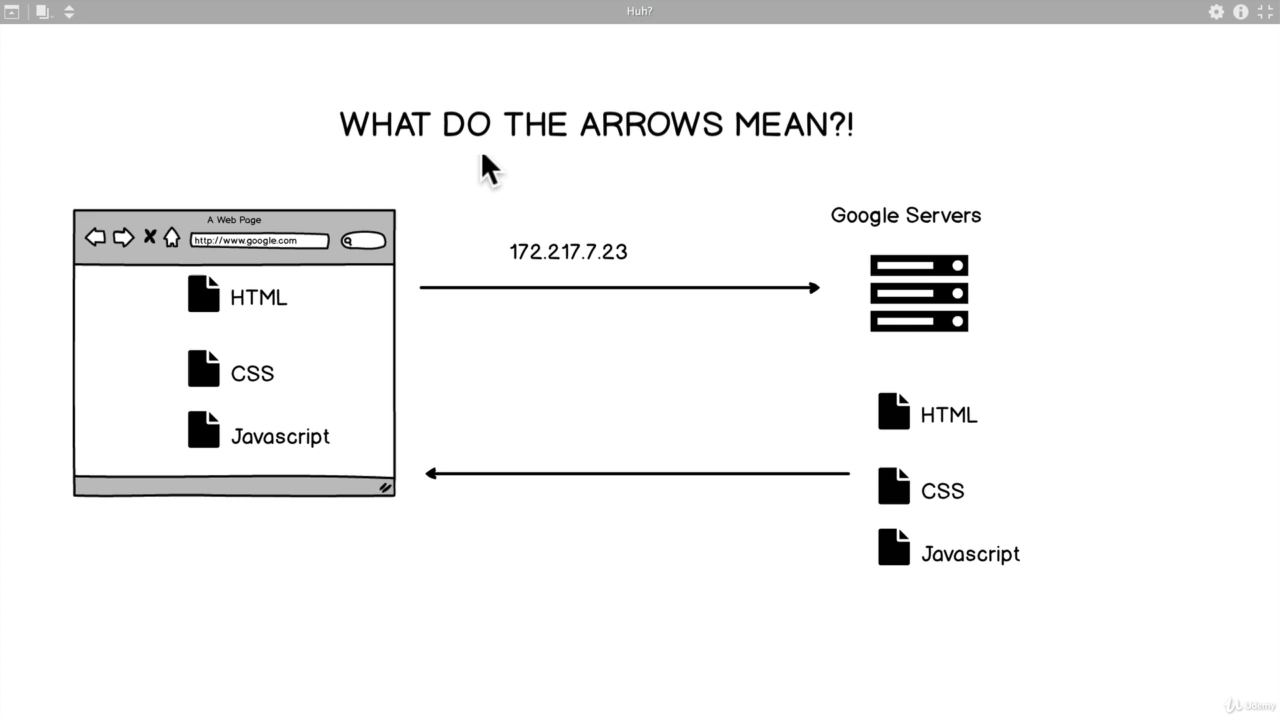 Huh?
WHAT DO THE ARROWS MEAN?!
A Web Page
http://www.google.com
HTML
CSS
Javascript
172.217.7.23
Google Servers
HTML
CSS
Javascript
Udemy